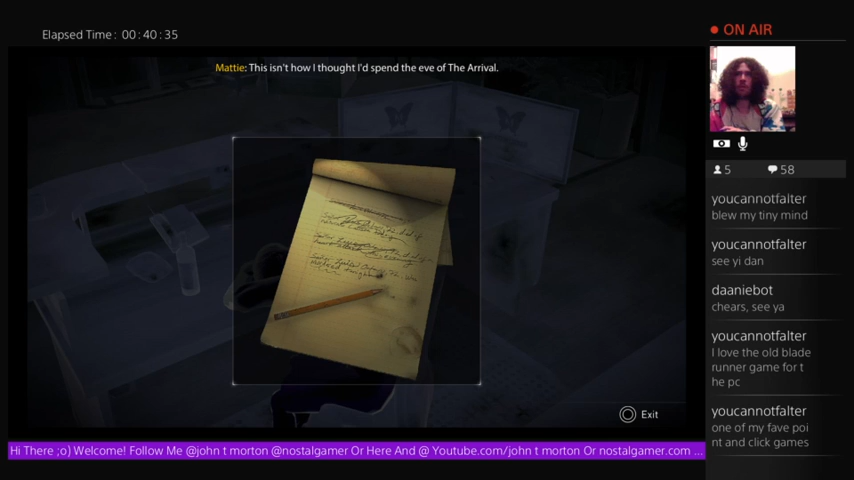 Elapsed Time: 00:40:35
ON AIR
Mattie: This isn't how I thought I'd spend the eve of The Arrival.
Exit
Hi There ;o) Welcome! Follow Me @john t morton @nostalgamer Or Here And @ Youtube.com/john t morton Or nostalgamer.com ...
5
58
youcannotfalter
blew my tiny mind
youcannotfalter
see yi dan
daaniebot
chears, see ya
youcannotfalter
I love the old blade
runner game for t
he pc
youcannotfalter
one of my fave poi
nt and click games